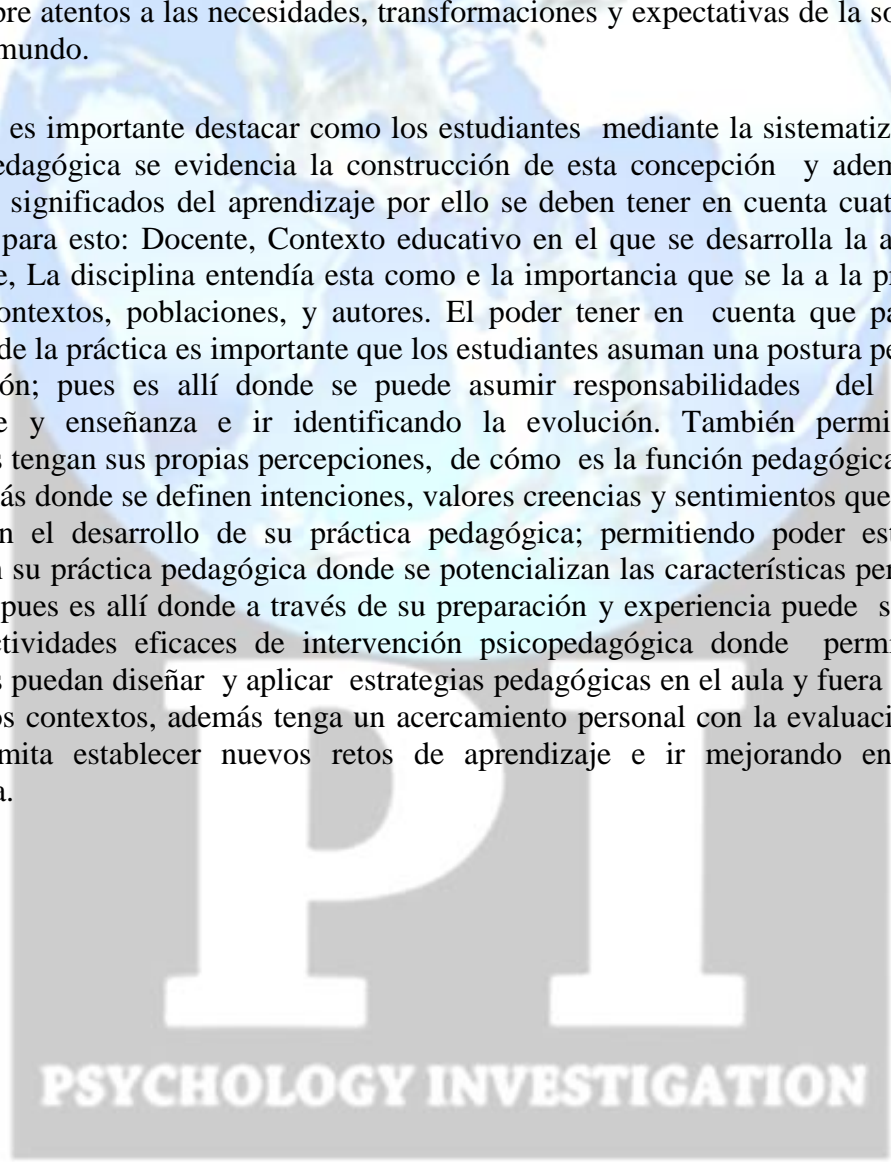 bre atentos a las necesidades, transformaciones y expectativas de la so
mundo.
es importante destacar como los estudiantes mediante la sistematiz
edagógica se evidencia la construcción de esta concepción y adem
significados del aprendizaje por ello se deben tener en cuenta cuat
para esto: Docente, Contexto educativo en el que se desarrolla la a
e, La disciplina entendía esta como e la importancia que se la a la p
ontextos, poblaciones, y autores. El poder tener en cuenta que pa
de la práctica es importante que los estudiantes asuman una postura pe
ón; pues es allí donde se puede asumir responsabilidades del
e y enseñanza e ir identificando la evolución. También permi
s tengan sus propias percepciones, de cómo es la función pedagógica
ás donde se definen intenciones, valores creencias y sentimientos que
n el desarrollo de su práctica pedagógica; permitiendo poder est
n su práctica pedagógica donde se potencializan las características per
pues es allí donde a través de su preparación y experiencia puede s
ctividades eficaces de intervención psicopedagógica donde permi
s puedan diseñar y aplicar estrategias pedagógicas en el aula y fuera
os contextos, además tenga un acercamiento personal con la evaluaci
mita establecer nuevos retos de aprendizaje e ir mejorando en
a.
PI
PSYCHOLOGY INVESTIGATION